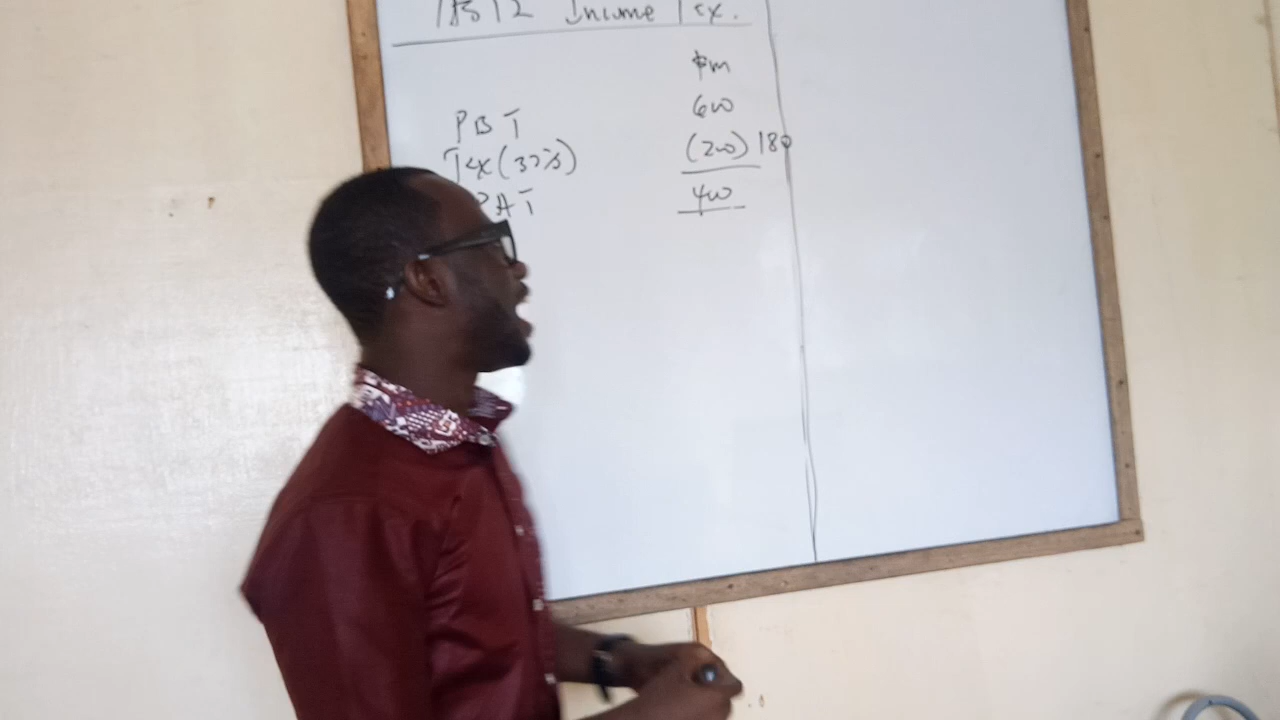 IAS 12 Income Tax.
$m
PBT 600
Tax (30%) (200) 180
PAT 400